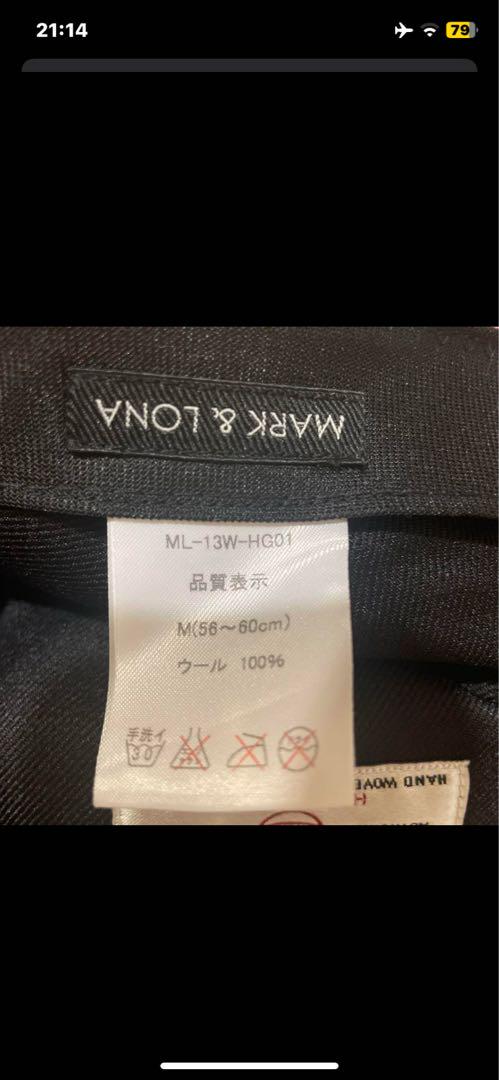 21:14
79
MARK & LONA
ML-13W-HG01
品質表示
M(56～60cm)
ウール 100%
手洗イ
30
HAND WOVE